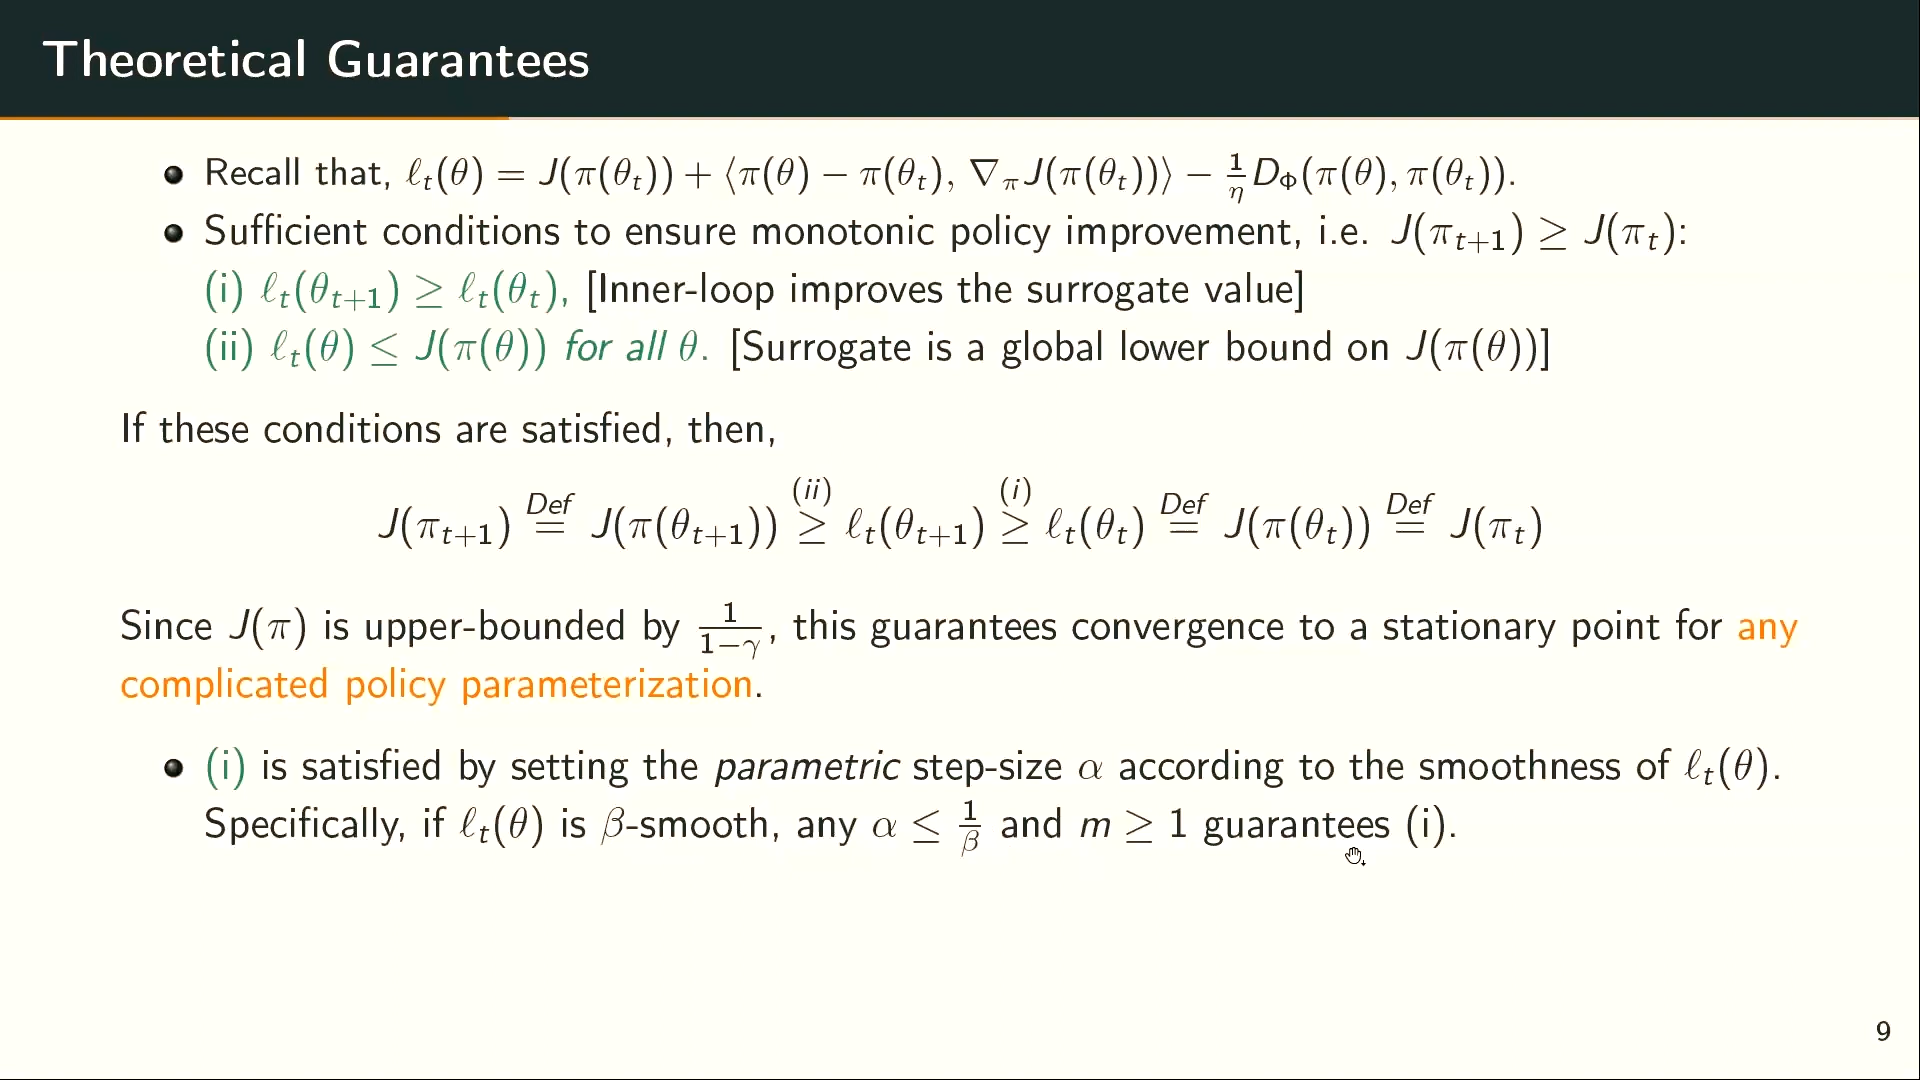 Theoretical Guarantees
• Recall that, ℓ_t(θ) = J(π(θ_t)) + ⟨π(θ) − π(θ_t), ∇_π J(π(θ_t))⟩ − 1/η D_Φ(π(θ), π(θ_t)).
• Sufficient conditions to ensure monotonic policy improvement, i.e. J(π_{t+1}) ≥ J(π_t):
(i) ℓ_t(θ_{t+1}) ≥ ℓ_t(θ_t), [Inner-loop improves the surrogate value]
(ii) ℓ_t(θ) ≤ J(π(θ)) for all θ. [Surrogate is a global lower bound on J(π(θ))]
If these conditions are satisfied, then,
J(π_{t+1}) =^{Def} J(π(θ_{t+1})) ≥^{(ii)} ℓ_t(θ_{t+1}) ≥^{(i)} ℓ_t(θ_t) =^{Def} J(π(θ_t)) =^{Def} J(π_t)
Since J(π) is upper-bounded by 1/(1−γ), this guarantees convergence to a stationary point for any
complicated policy parameterization.
• (i) is satisfied by setting the parametric step-size α according to the smoothness of ℓ_t(θ).
Specifically, if ℓ_t(θ) is β-smooth, any α ≤ 1/β and m ≥ 1 guarantees (i).
9